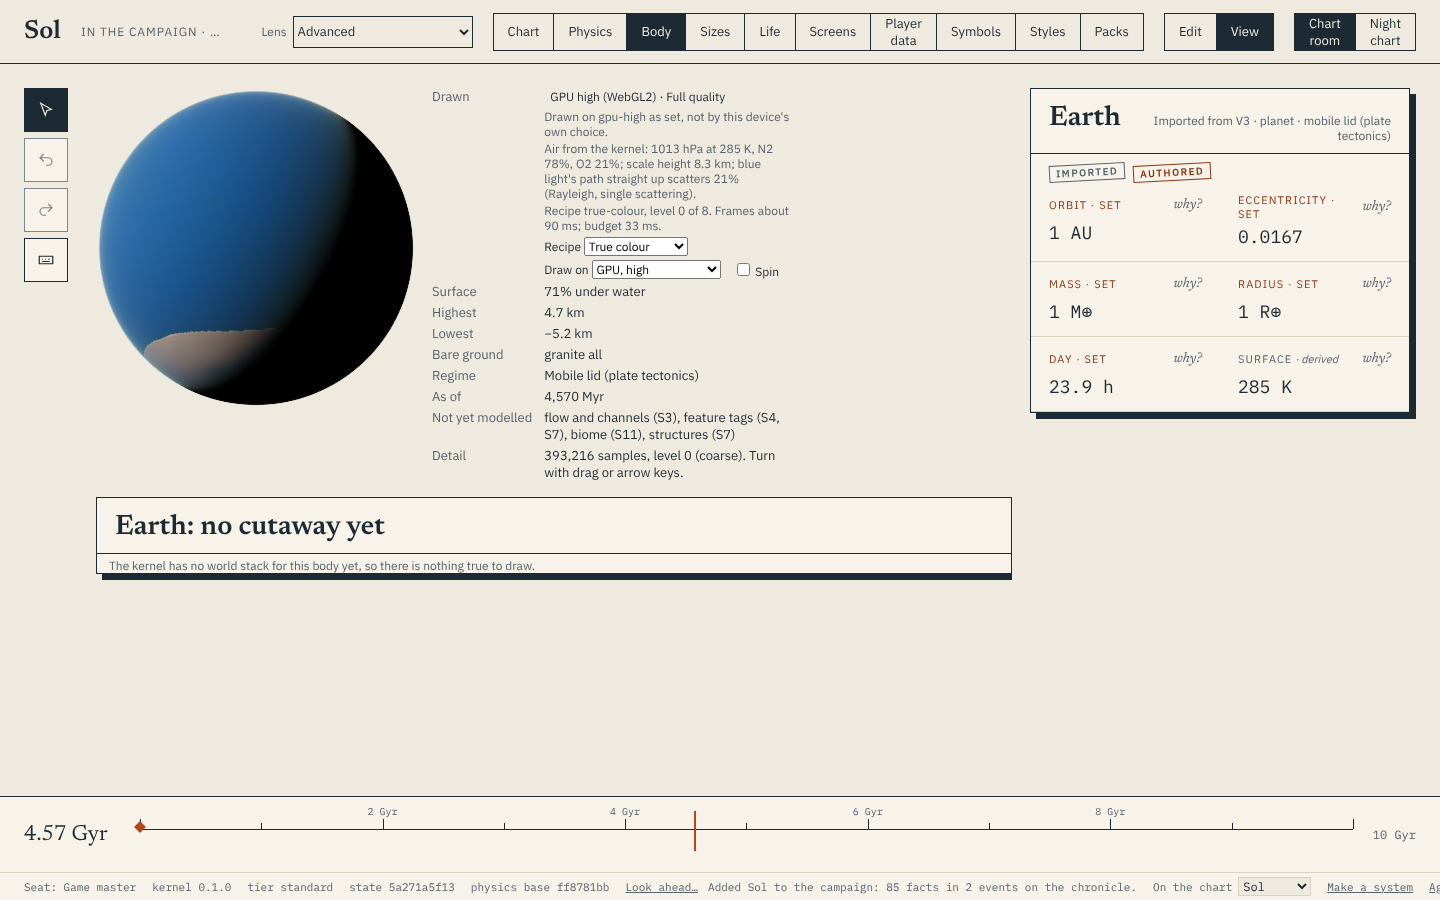 Sol
IN THE CAMPAIGN · …
Lens
Advanced
Chart
Physics
Body
Sizes
Life
Screens
Player data
Symbols
Styles
Packs
Edit
View
Chart room
Night chart
Drawn
GPU high (WebGL2) · Full quality
Drawn on gpu-high as set, not by this device's
own choice.
Air from the kernel: 1013 hPa at 285 K, N2
78%, O2 21%; scale height 8.3 km; blue
light's path straight up scatters 21%
(Rayleigh, single scattering).
Recipe true-colour, level 0 of 8. Frames about
90 ms; budget 33 ms.
Recipe True colour
Draw on GPU, high Spin
Surface 71% under water
Highest 4.7 km
Lowest −5.2 km
Bare ground granite all
Regime Mobile lid (plate tectonics)
As of 4,570 Myr
Not yet modelled flow and channels (S3), feature tags (S4,
S7), biome (S11), structures (S7)
Detail 393,216 samples, level 0 (coarse). Turn
with drag or arrow keys.
Earth
Imported from V3 · planet · mobile lid (plate
tectonics)
IMPORTED AUTHORED
ORBIT · SET why?
1 AU
ECCENTRICITY ·
SET why?
0.0167
MASS · SET why?
1 M⊕
RADIUS · SET why?
1 R⊕
DAY · SET why?
23.9 h
SURFACE · derived why?
285 K
Earth: no cutaway yet
The kernel has no world stack for this body yet, so there is nothing true to draw.
4.57 Gyr
2 Gyr
4 Gyr
6 Gyr
8 Gyr
10 Gyr
Seat: Game master kernel 0.1.0 tier standard state 5a271a5f13 physics base ff8781bb Look ahead… Added Sol to the campaign: 85 facts in 2 events on the chronicle. On the chart Sol Make a system